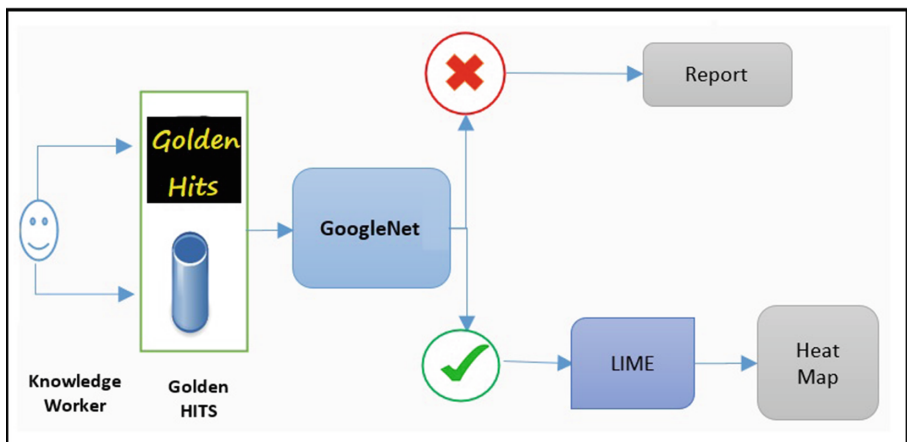 Golden
Hits
Knowledge
Worker
Golden
HITS
GoogleNet
Report
LIME
Heat
Map